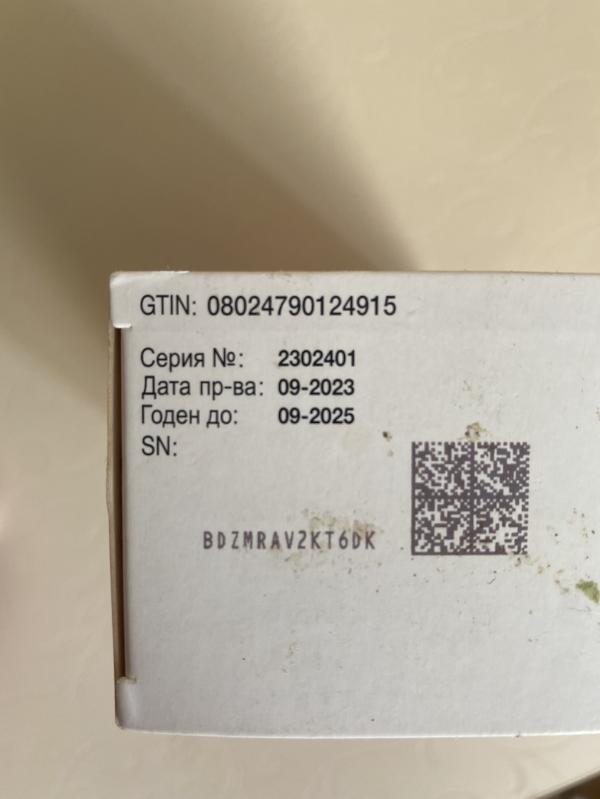 GTIN: 08024790124915
Серия №: 2302401
Дата пр-ва: 09-2023
Годен до: 09-2025
SN:
BDZMRAV2KT6DK